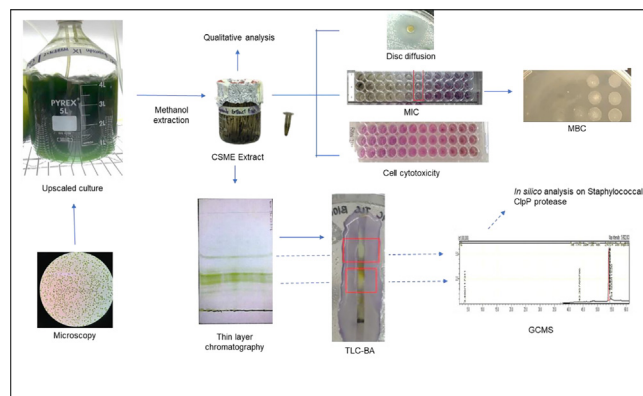 Qualitative analysis
Disc diffusion
PYREX
5L
4L
3L
2L
1L
Methanol
extraction
MIC
MBC
CSME Extract
Cell cytotoxicity
Upscaled culture
In silico analysis on Staphylococcal
ClpP protease
Microscopy
Thin layer
chromatography
TLC-BA
GCMS